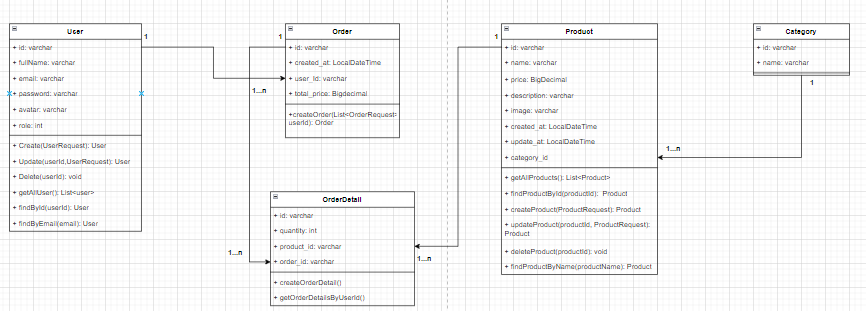 User
+ id: varchar
+ fullName: varchar
+ email: varchar
+ password: varchar
+ avatar: varchar
+ role: int
+ Create(UserRequest): User
+ Update(userId,UserRequest): User
+ Delete(userId): void
+ getAllUser(): List<user>
+ findById(userId): User
+ findByEmail(email): User
1
1...n
Order
+ id: varchar
+ created_at: LocalDateTime
+ user_id: varchar
+ total_price: Bigdecimal
+createOrder(List<OrderRequest>
userId): Order
1
1...n
OrderDetail
+ id: varchar
+ quantity: int
+ product_id: varchar
+ order_id: varchar
+ createOrderDetail()
+ getOrderDetailsByUserId()
1
1...n
Product
+ id: varchar
+ name: varchar
+ price: BigDecimal
+ description: varchar
+ image: varchar
+ created_at: LocalDateTime
+ update_at: LocalDateTime
+ category_id
+ getAllProducts(): List<Product>
+ findProductById(productid): Product
+ createProduct(ProductRequest): Product
+ updateProduct(productId, ProductRequest):
Product
+ deleteProduct(productId): void
+ findProductByName(productName): Product
1...n
Category
+ id: varchar
+ name: varchar
1